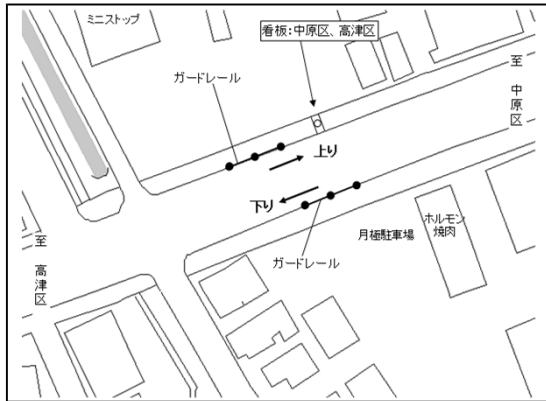 ミニストップ
看板:中原区、高津区
ガードレール
至 中原区
上り
下り
ガードレール
月極駐車場
ホルモン
焼肉
至 高津区